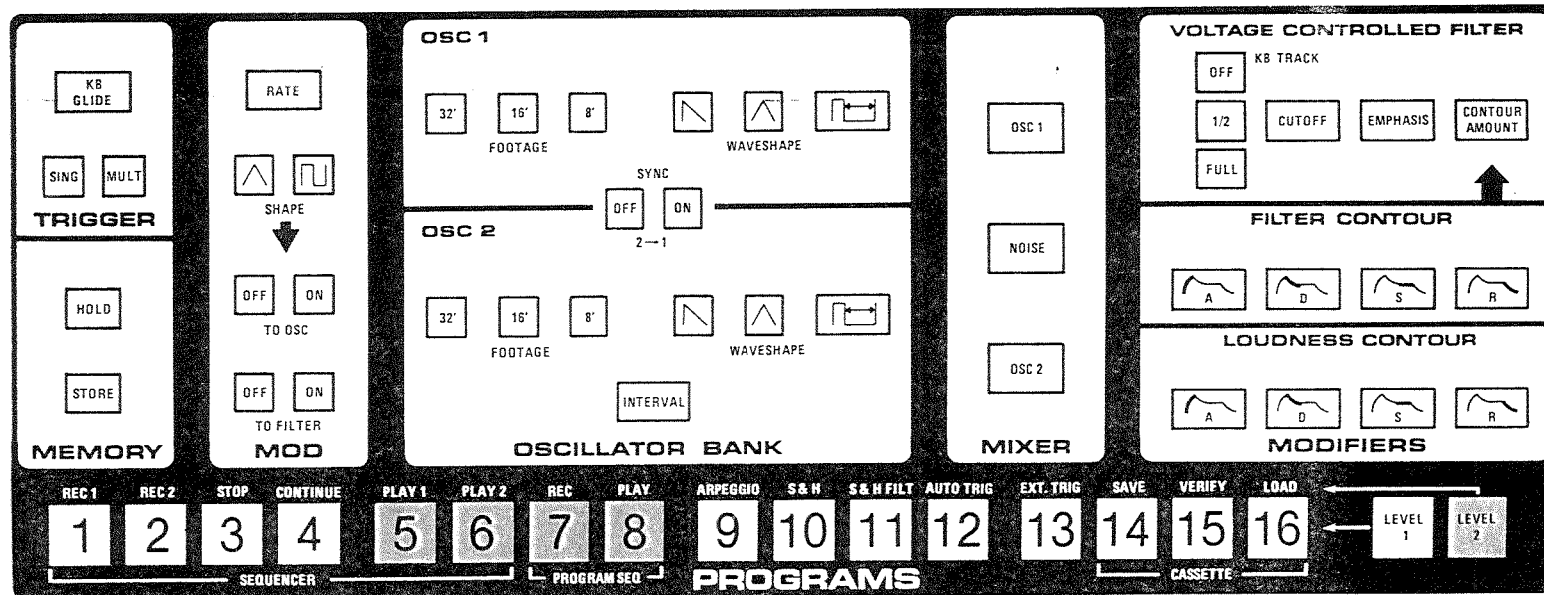 KB
GLIDE
SING MULT
TRIGGER
HOLD
STORE
MEMORY
RATE
SHAPE
OFF ON
TO OSC
OFF ON
TO FILTER
MOD
OSC 1
32' 16' 8'
FOOTAGE WAVESHAPE
SYNC
OFF ON
2→1
OSC 2
32' 16' 8'
FOOTAGE WAVESHAPE
INTERVAL
OSCILLATOR BANK
OSC 1
NOISE
OSC 2
MIXER
VOLTAGE CONTROLLED FILTER
OFF KB TRACK
1/2 CUTOFF EMPHASIS CONTOUR
AMOUNT
FULL
FILTER CONTOUR
A D S R
LOUDNESS CONTOUR
A D S R
MODIFIERS
REC 1 REC 2 STOP CONTINUE PLAY 1 PLAY 2 REC PLAY ARPEGGIO S & H S & H FILT AUTO TRIG EXT. TRIG SAVE VERIFY LOAD
1 2 3 4 5 6 7 8 9 10 11 12 13 14 15 16
LEVEL
1
LEVEL
2
SEQUENCER PROGRAM SEQ PROGRAMS CASSETTE